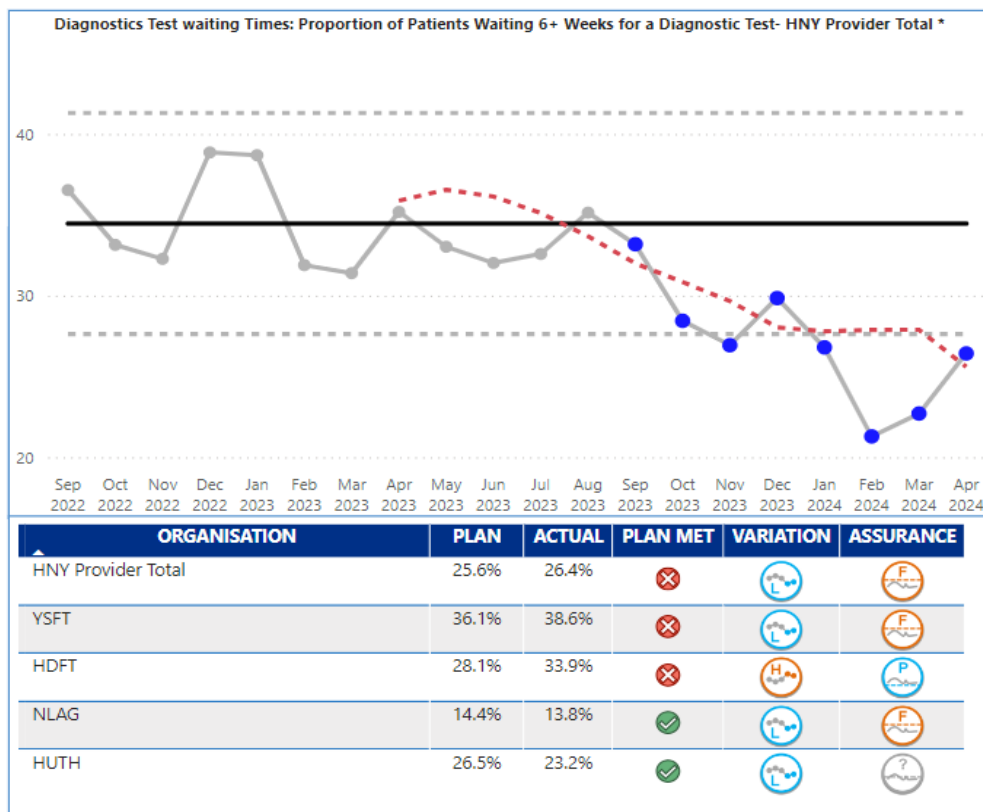 Diagnostics Test waiting Times: Proportion of Patients Waiting 6+ Weeks for a Diagnostic Test- HNY Provider Total *
40
30
20
Sep Oct Nov Dec Jan Feb Mar Apr May Jun Jul Aug Sep Oct Nov Dec Jan Feb Mar Apr
2022 2022 2022 2022 2023 2023 2023 2023 2023 2023 2023 2023 2023 2023 2023 2023 2024 2024 2024 2024
ORGANISATION PLAN ACTUAL PLAN MET VARIATION ASSURANCE
HNY Provider Total 25.6% 26.4% L F
YSFT 36.1% 38.6% L F
HDFT 28.1% 33.9% H P
NLAG 14.4% 13.8% L F
HUTH 26.5% 23.2% L ?